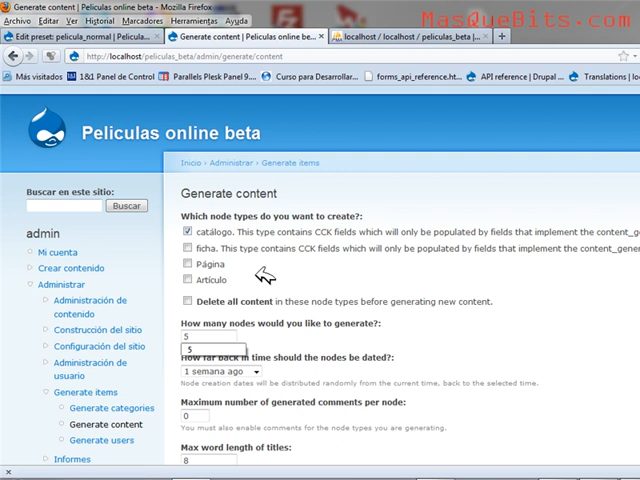 Generate content | Peliculas online beta - Mozilla Firefox
MasQueBits.com
Archivo Editar Ver Historial Marcadores Herramientas Ayuda
Edit preset: pelicula_normal | Pelicula...
Generate content | Peliculas online be...
localhost / localhost / peliculas_beta |...
http://localhost/peliculas_beta/admin/generate/content
Más visitados
1&1 Panel de Control
Parallels Plesk Panel 9....
Curso para Desarrollar...
forms_api_reference.ht...
API reference | Drupal ...
Translations | loc
Peliculas online beta
Inicio › Administrar › Generate items
Buscar en este sitio:
Buscar
admin
Mi cuenta
Crear contenido
Administrar
Administración de
contenido
Construcción del sitio
Configuración del sitio
Administración de
usuario
Generate items
Generate categories
Generate content
Generate users
Informes
Generate content
Which node types do you want to create?:
catálogo. This type contains CCK fields which will only be populated by fields that implement the content_ge
ficha. This type contains CCK fields which will only be populated by fields that implement the content_genera
Página
Artículo
Delete all content in these node types before generating new content.
How many nodes would you like to generate?:
5
5
How far back in time should the nodes be dated?:
1 semana ago
Node creation dates will be distributed randomly from the current time, back to the selected time.
Maximum number of generated comments per node:
0
You must also enable comments for the node types you are generating.
Max word length of titles:
8